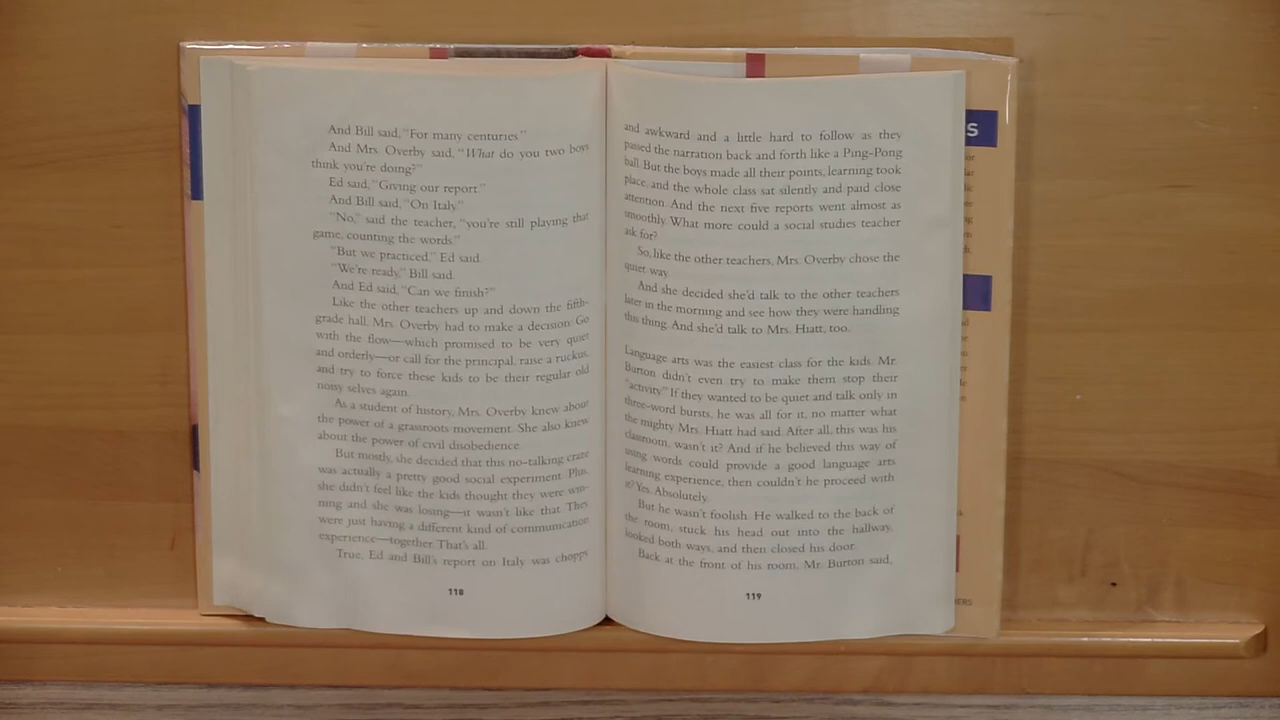 And Bill said, "For many centuries."
And Mrs. Overby said, "What do you two boys
think you're doing?"
Ed said, "Giving our report."
And Bill said, "On Italy."
"No," said the teacher, "you're still playing that
game, counting the words."
"But we practiced," Ed said.
"We're ready," Bill said.
And Ed said, "Can we finish?"
Like the other teachers up and down the fifth-
grade hall, Mrs. Overby had to make a decision: Go
with the flow—which promised to be very quiet
and orderly—or call for the principal, raise a ruckus,
and try to force these kids to be their regular old
noisy selves again.
As a student of history, Mrs. Overby knew about
the power of a grassroots movement. She also knew
about the power of civil disobedience.
But mostly, she decided that this no-talking craze
was actually a pretty good social experiment. Plus,
she didn't feel like the kids thought they were win-
ning and she was losing—it wasn't like that. They
were just having a different kind of communication
experience—together. That's all.
True, Ed and Bill's report on Italy was choppy
118
and awkward and a little hard to follow as they
passed the narration back and forth like a Ping-Pong
ball. But the boys made all their points, learning took
place, and the whole class sat silently and paid close
attention. And the next five reports went almost as
smoothly. What more could a social studies teacher
ask for?
So, like the other teachers, Mrs. Overby chose the
quiet way.
And she decided she'd talk to the other teachers
later in the morning and see how they were handling
this thing. And she'd talk to Mrs. Hiatt, too.
Language arts was the easiest class for the kids. Mr.
Burton didn't even try to make them stop their
"activity." If they wanted to be quiet and talk only in
three-word bursts, he was all for it, no matter what
the mighty Mrs. Hiatt had said. After all, this was his
classroom, wasn't it? And if he believed this way of
using words could provide a good language arts
learning experience, then couldn't he proceed with
it? Yes. Absolutely.
But he wasn't foolish. He walked to the back of
the room, stuck his head out into the hallway,
looked both ways, and then closed his door.
Back at the front of his room, Mr. Burton said,
119
S